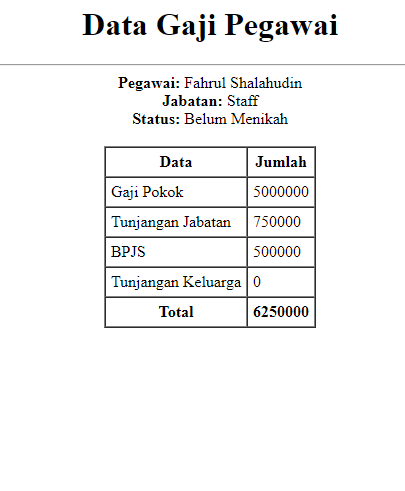 Data Gaji Pegawai
Pegawai: Fahrul Shalahudin
Jabatan: Staff
Status: Belum Menikah
Data Jumlah
Gaji Pokok 5000000
Tunjangan Jabatan 750000
BPJS 500000
Tunjangan Keluarga 0
Total 6250000